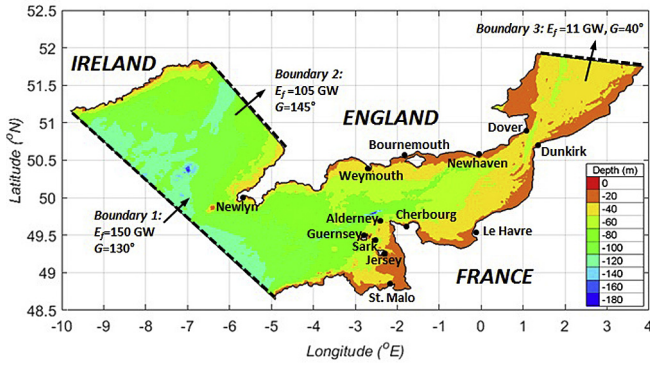 52.5
52
51.5
51
50.5
50
49.5
49
48.5
Latitude (°N)
IRELAND
Boundary 2:
E_f =105 GW
G=145°
Boundary 3: E_f =11 GW, G=40°
ENGLAND
Dover
Dunkirk
Bournemouth
Newhaven
Weymouth
Newlyn
Boundary 1:
E_f=150 GW
G=130°
Alderney
Cherbourg
Guernsey
Sark
Jersey
Le Havre
St. Malo
FRANCE
Depth (m)
0
-20
-40
-60
-80
-100
-120
-140
-160
-180
-10 -9 -8 -7 -6 -5 -4 -3 -2 -1 0 1 2 3 4
Longitude (°E)